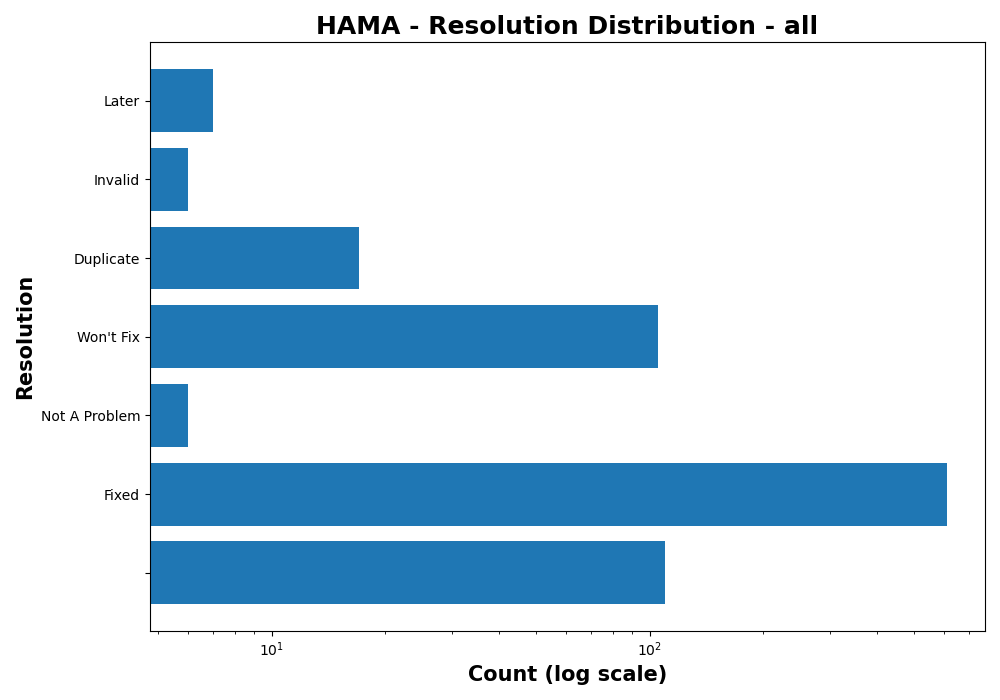 HAMA - Resolution Distribution - all
Resolution
Later
Invalid
Duplicate
Won't Fix
Not A Problem
Fixed
10¹
10²
Count (log scale)